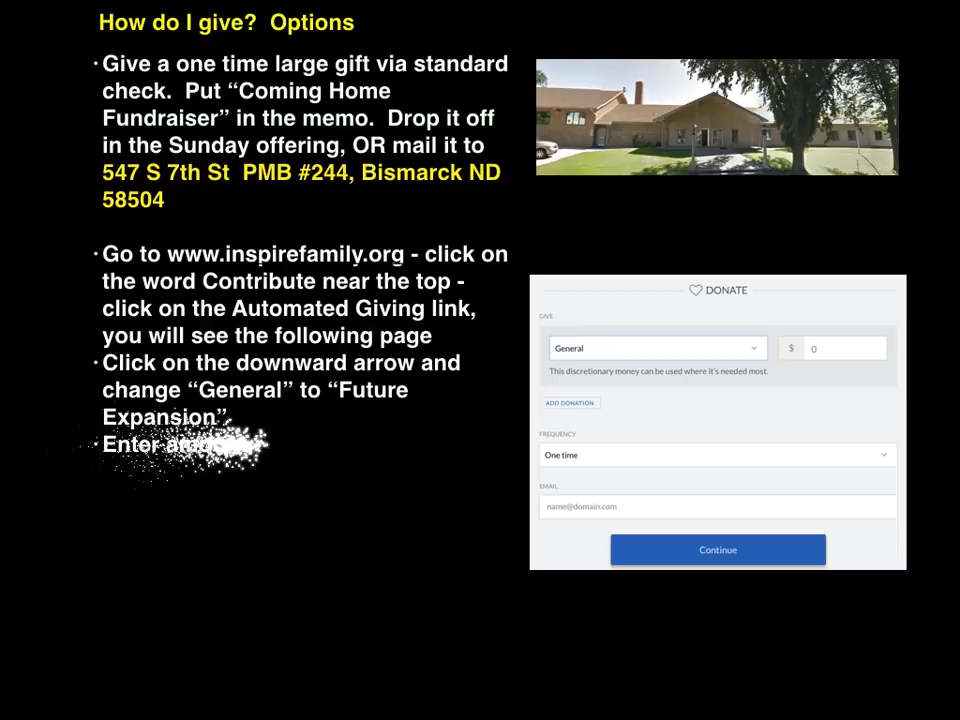 How do I give?  Options
· Give a one time large gift via standard
check.  Put “Coming Home
Fundraiser” in the memo.  Drop it off
in the Sunday offering, OR mail it to
547 S 7th St  PMB #244, Bismarck ND
58504
· Go to www.inspirefamily.org - click on
the word Contribute near the top -
click on the Automated Giving link,
you will see the following page
· Click on the downward arrow and
change “General” to “Future
Expansion”
· Enter
DONATE
GIVE
General
$ 0
This discretionary money can be used where it's needed most.
ADD DONATION
FREQUENCY
One time
EMAIL:
name@domain.com
Continue